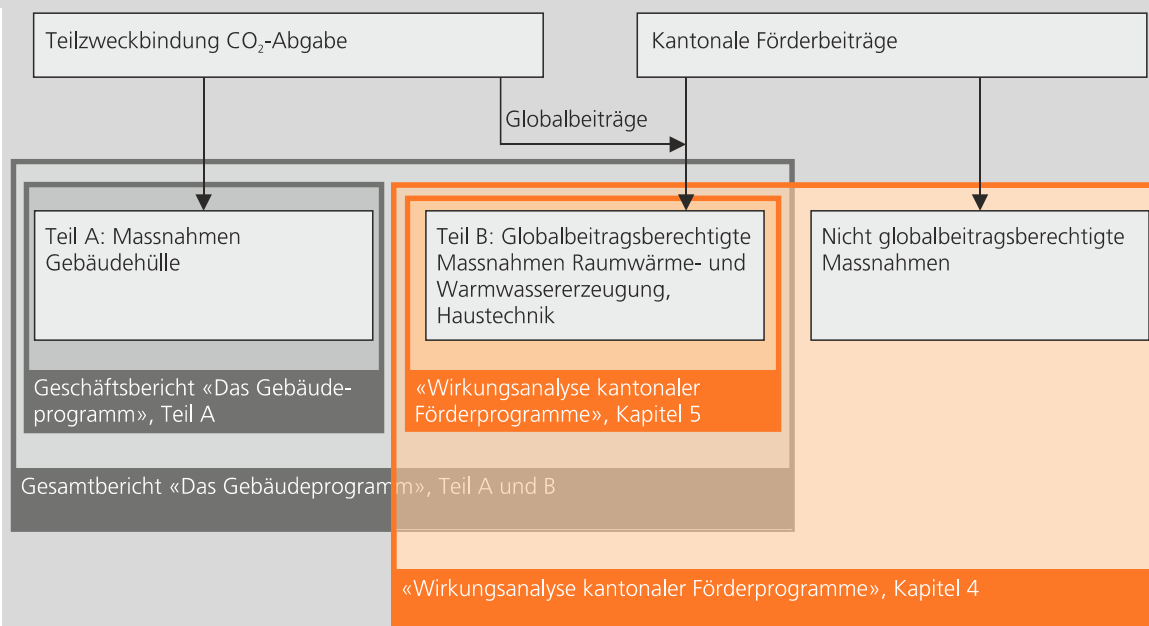 Teilzweckbindung CO₂-Abgabe
Kantonale Förderbeiträge
Globalbeiträge
Teil A: Massnahmen
Gebäudehülle
Teil B: Globalbeitragsberechtigte
Massnahmen Raumwärme- und
Warmwassererzeugung,
Haustechnik
Nicht globalbeitragsberechtigte
Massnahmen
Geschäftsbericht «Das Gebäude-
programm», Teil A
«Wirkungsanalyse kantonaler
Förderprogramme», Kapitel 5
Gesamtbericht «Das Gebäudeprogramm», Teil A und B
«Wirkungsanalyse kantonaler Förderprogramme», Kapitel 4